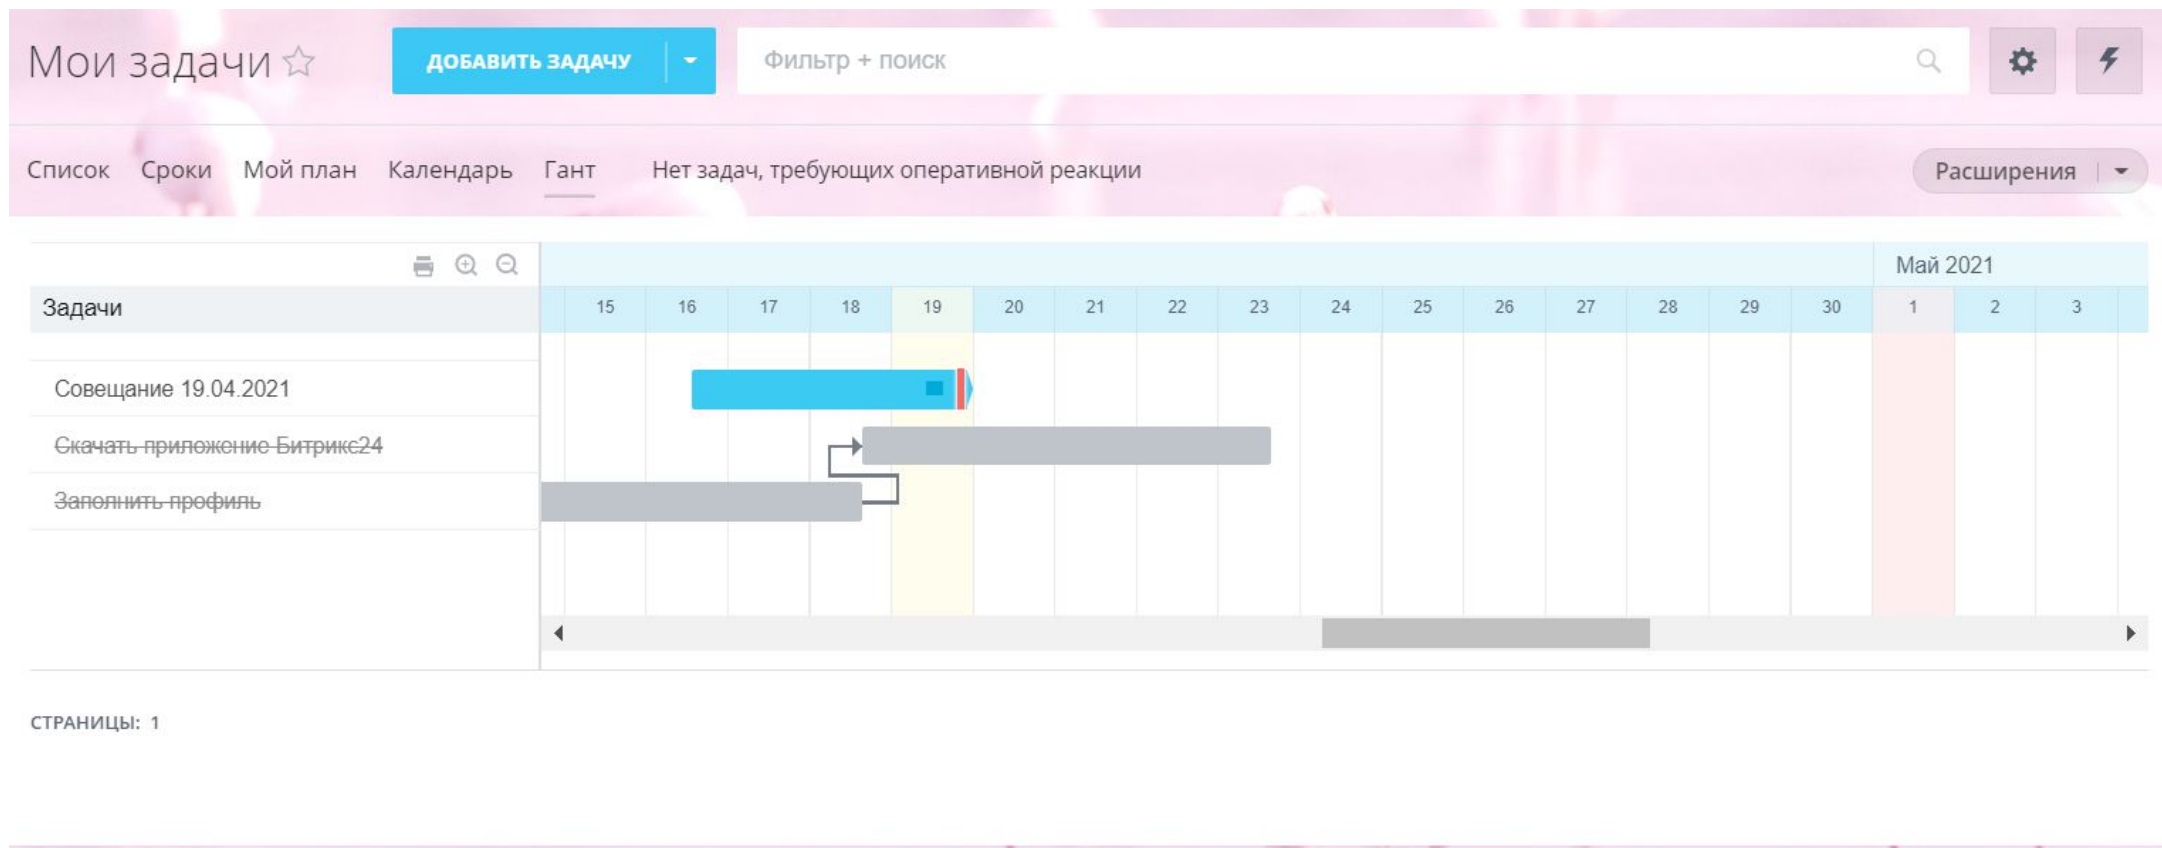 Мои задачи
ДОБАВИТЬ ЗАДАЧУ
Фильтр + поиск
Список Сроки Мой план Календарь Гант Нет задач, требующих оперативной реакции Расширения
Май 2021
Задачи 15 16 17 18 19 20 21 22 23 24 25 26 27 28 29 30 1 2 3
Совещание 19.04.2021
Скачать приложение Битрикс24
Заполнить профиль
СТРАНИЦЫ: 1